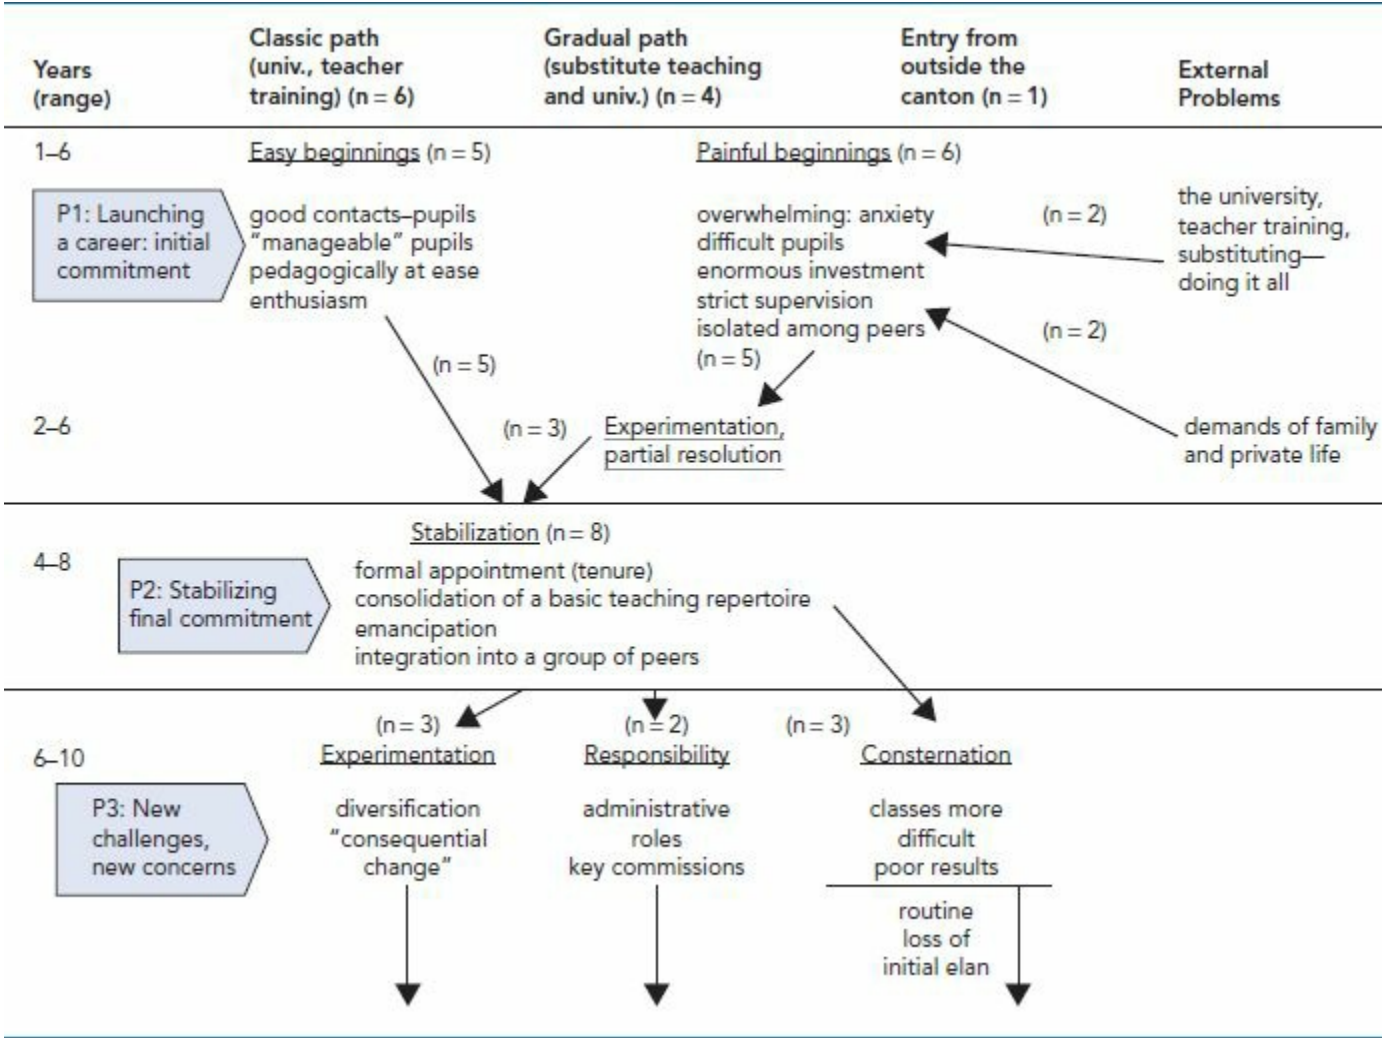 Years
(range)
Classic path
(univ., teacher
training) (n = 6)
Gradual path
(substitute teaching
and univ.) (n = 4)
Entry from
outside the
canton (n = 1)
External
Problems
1–6
Easy beginnings (n = 5)
Painful beginnings (n = 6)
P1: Launching
a career: initial
commitment
good contacts–pupils
“manageable” pupils
pedagogically at ease
enthusiasm
overwhelming: anxiety
difficult pupils
enormous investment
strict supervision
isolated among peers
(n = 5)
(n = 2)
the university,
teacher training,
substituting—
doing it all
(n = 2)
(n = 5)
2–6
(n = 3)
Experimentation,
partial resolution
demands of family
and private life
Stabilization (n = 8)
4–8
P2: Stabilizing
final commitment
formal appointment (tenure)
consolidation of a basic teaching repertoire
emancipation
integration into a group of peers
6–10
(n = 3)
Experimentation
(n = 2)
Responsibility
(n = 3)
Consternation
P3: New
challenges,
new concerns
diversification
“consequential
change”
administrative
roles
key commissions
classes more
difficult
poor results
routine
loss of
initial elan